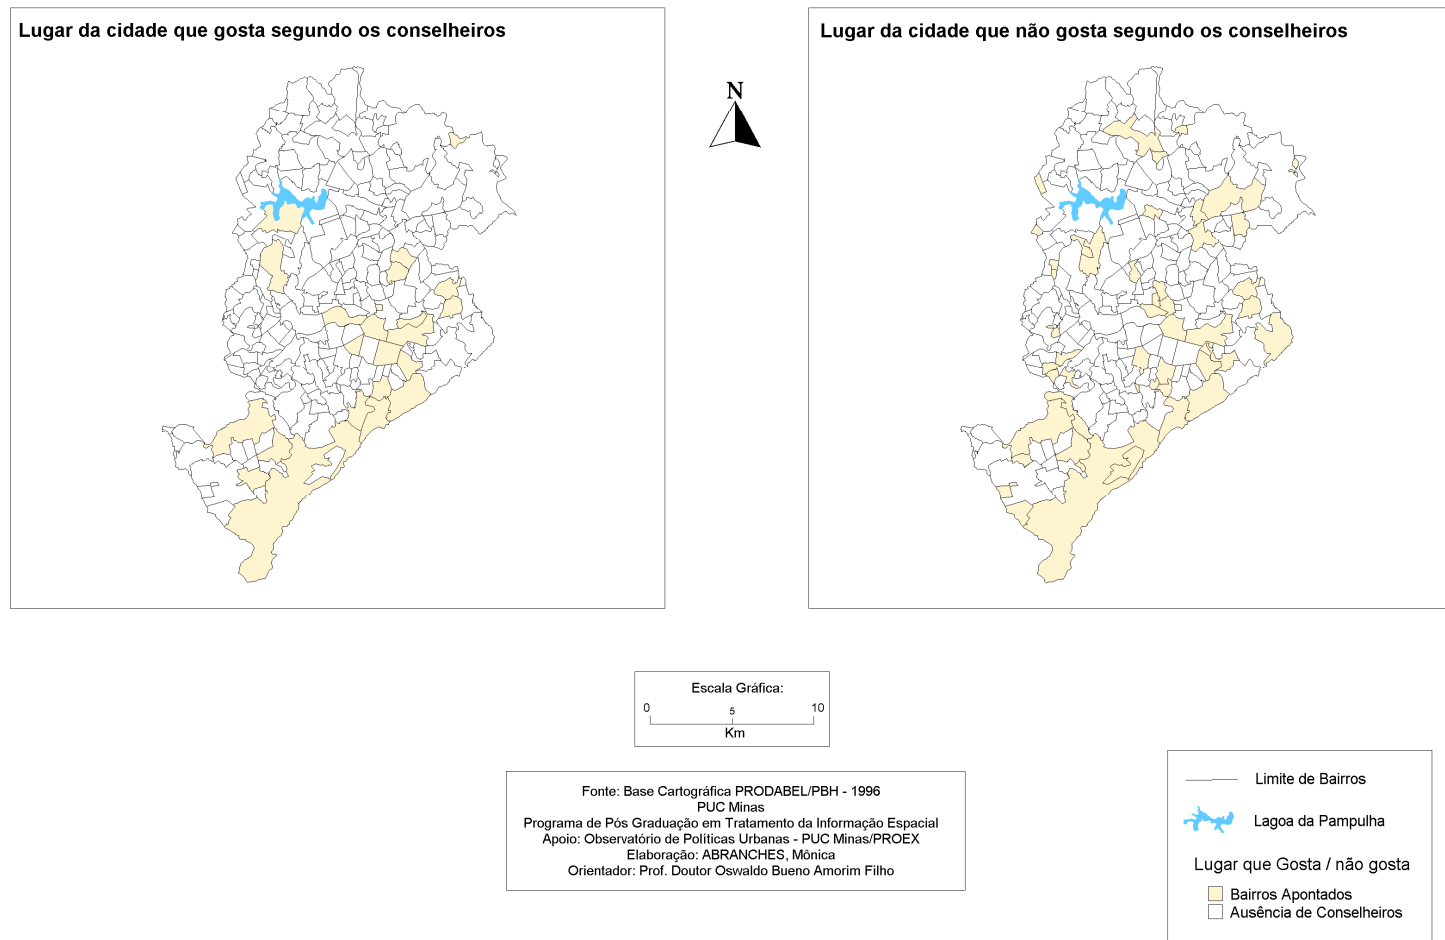 Lugar da cidade que gosta segundo os conselheiros
Lugar da cidade que não gosta segundo os conselheiros
N
Escala Gráfica:
0 5 10
Km
Fonte: Base Cartográfica PRODABEL/PBH - 1996
PUC Minas
Programa de Pós Graduação em Tratamento da Informação Espacial
Apoio: Observatório de Políticas Urbanas - PUC Minas/PROEX
Elaboração: ABRANCHES, Mônica
Orientador: Prof. Doutor Oswaldo Bueno Amorim Filho
Limite de Bairros
Lagoa da Pampulha
Lugar que Gosta / não gosta
Bairros Apontados
Ausência de Conselheiros